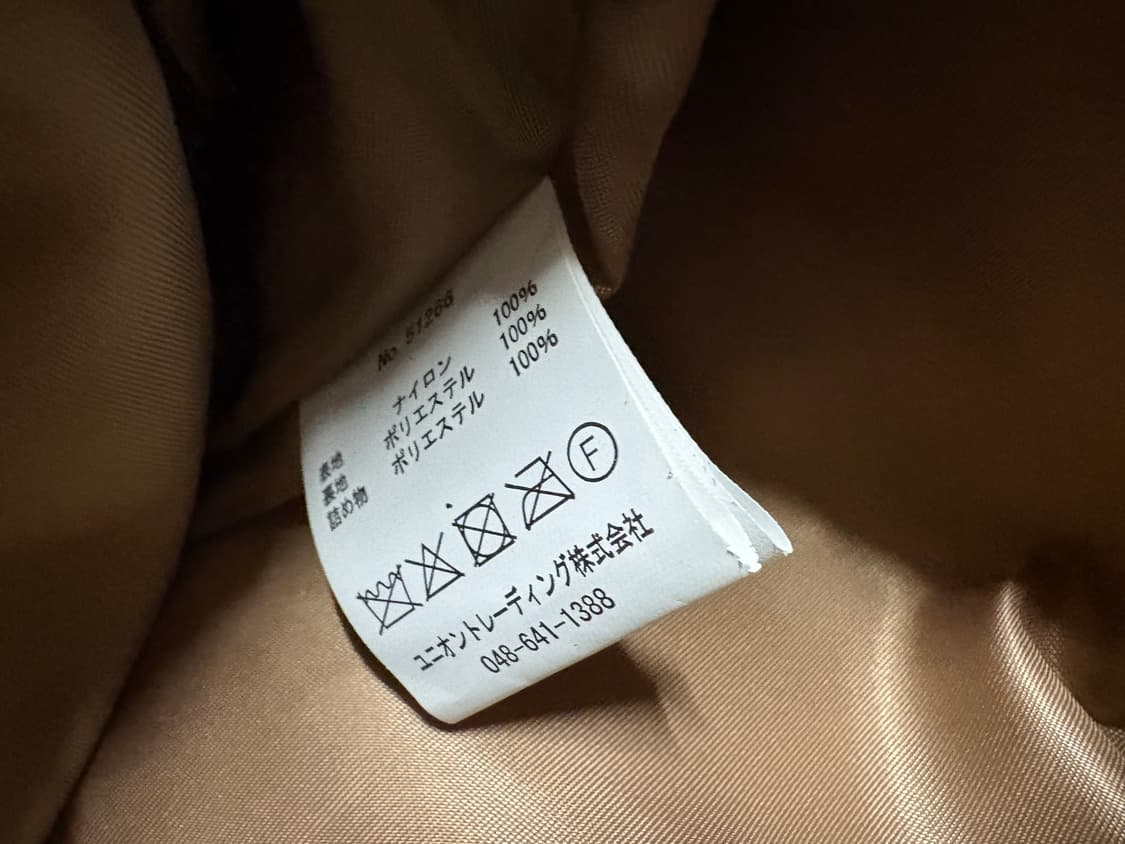 No. 51266
表地 ナイロン 100%
裏地 ポリエステル 100%
詰め物 ポリエステル 100%
F
ユニオントレーディング株式会社
048-641-1388